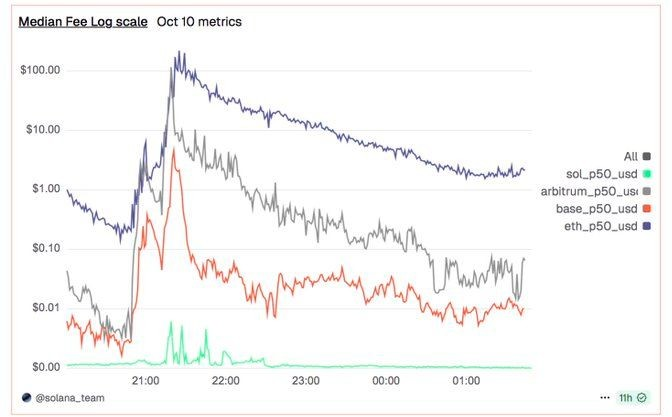 Median Fee Log scale Oct 10 metrics
$100.00
$10.00
$1.00
$0.10
$0.01
$0.00
21:00 22:00 23:00 00:00 01:00
All
sol_p50_usd
arbitrum_p50_usd
base_p50_usd
eth_p50_usd
@solana_team
... 11h